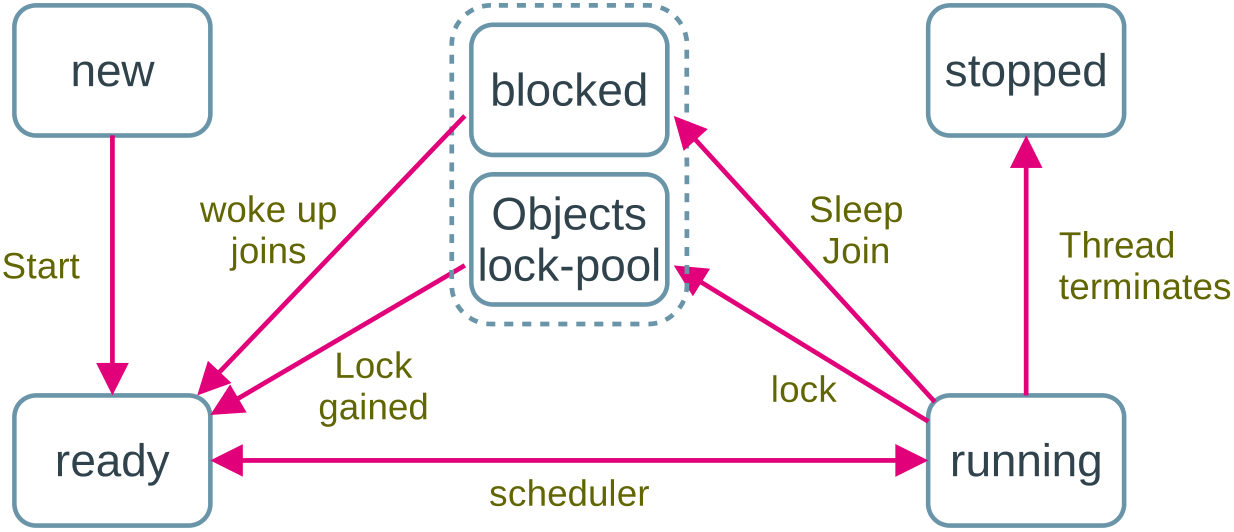 new
blocked
stopped
Objects
lock-pool
woke up
joins
Sleep
Join
Start
Thread
terminates
Lock
gained
lock
ready
scheduler
running